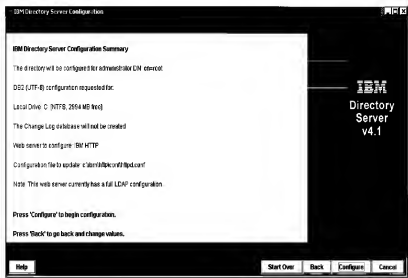 IBM Directory Server Configuration
IBM Directory Server Configuration Summary
The directory will be configured for administrator DN: cn=root
DB2 (UTF-8) configuration requested for:
Local Drive: C: [NTFS, 2994 MB free]
The Change Log database will not be created
Web server to configure: IBM HTTP
Configuration file to update: c:\ibm\http\conf\httpd.conf
Note: This web server currently has a full LDAP configuration.
Press 'Configure' to begin configuration.
Press 'Back' to go back and change values.
IBM
Directory
Server
v4.1
Help
Start Over
Back
Configure
Cancel